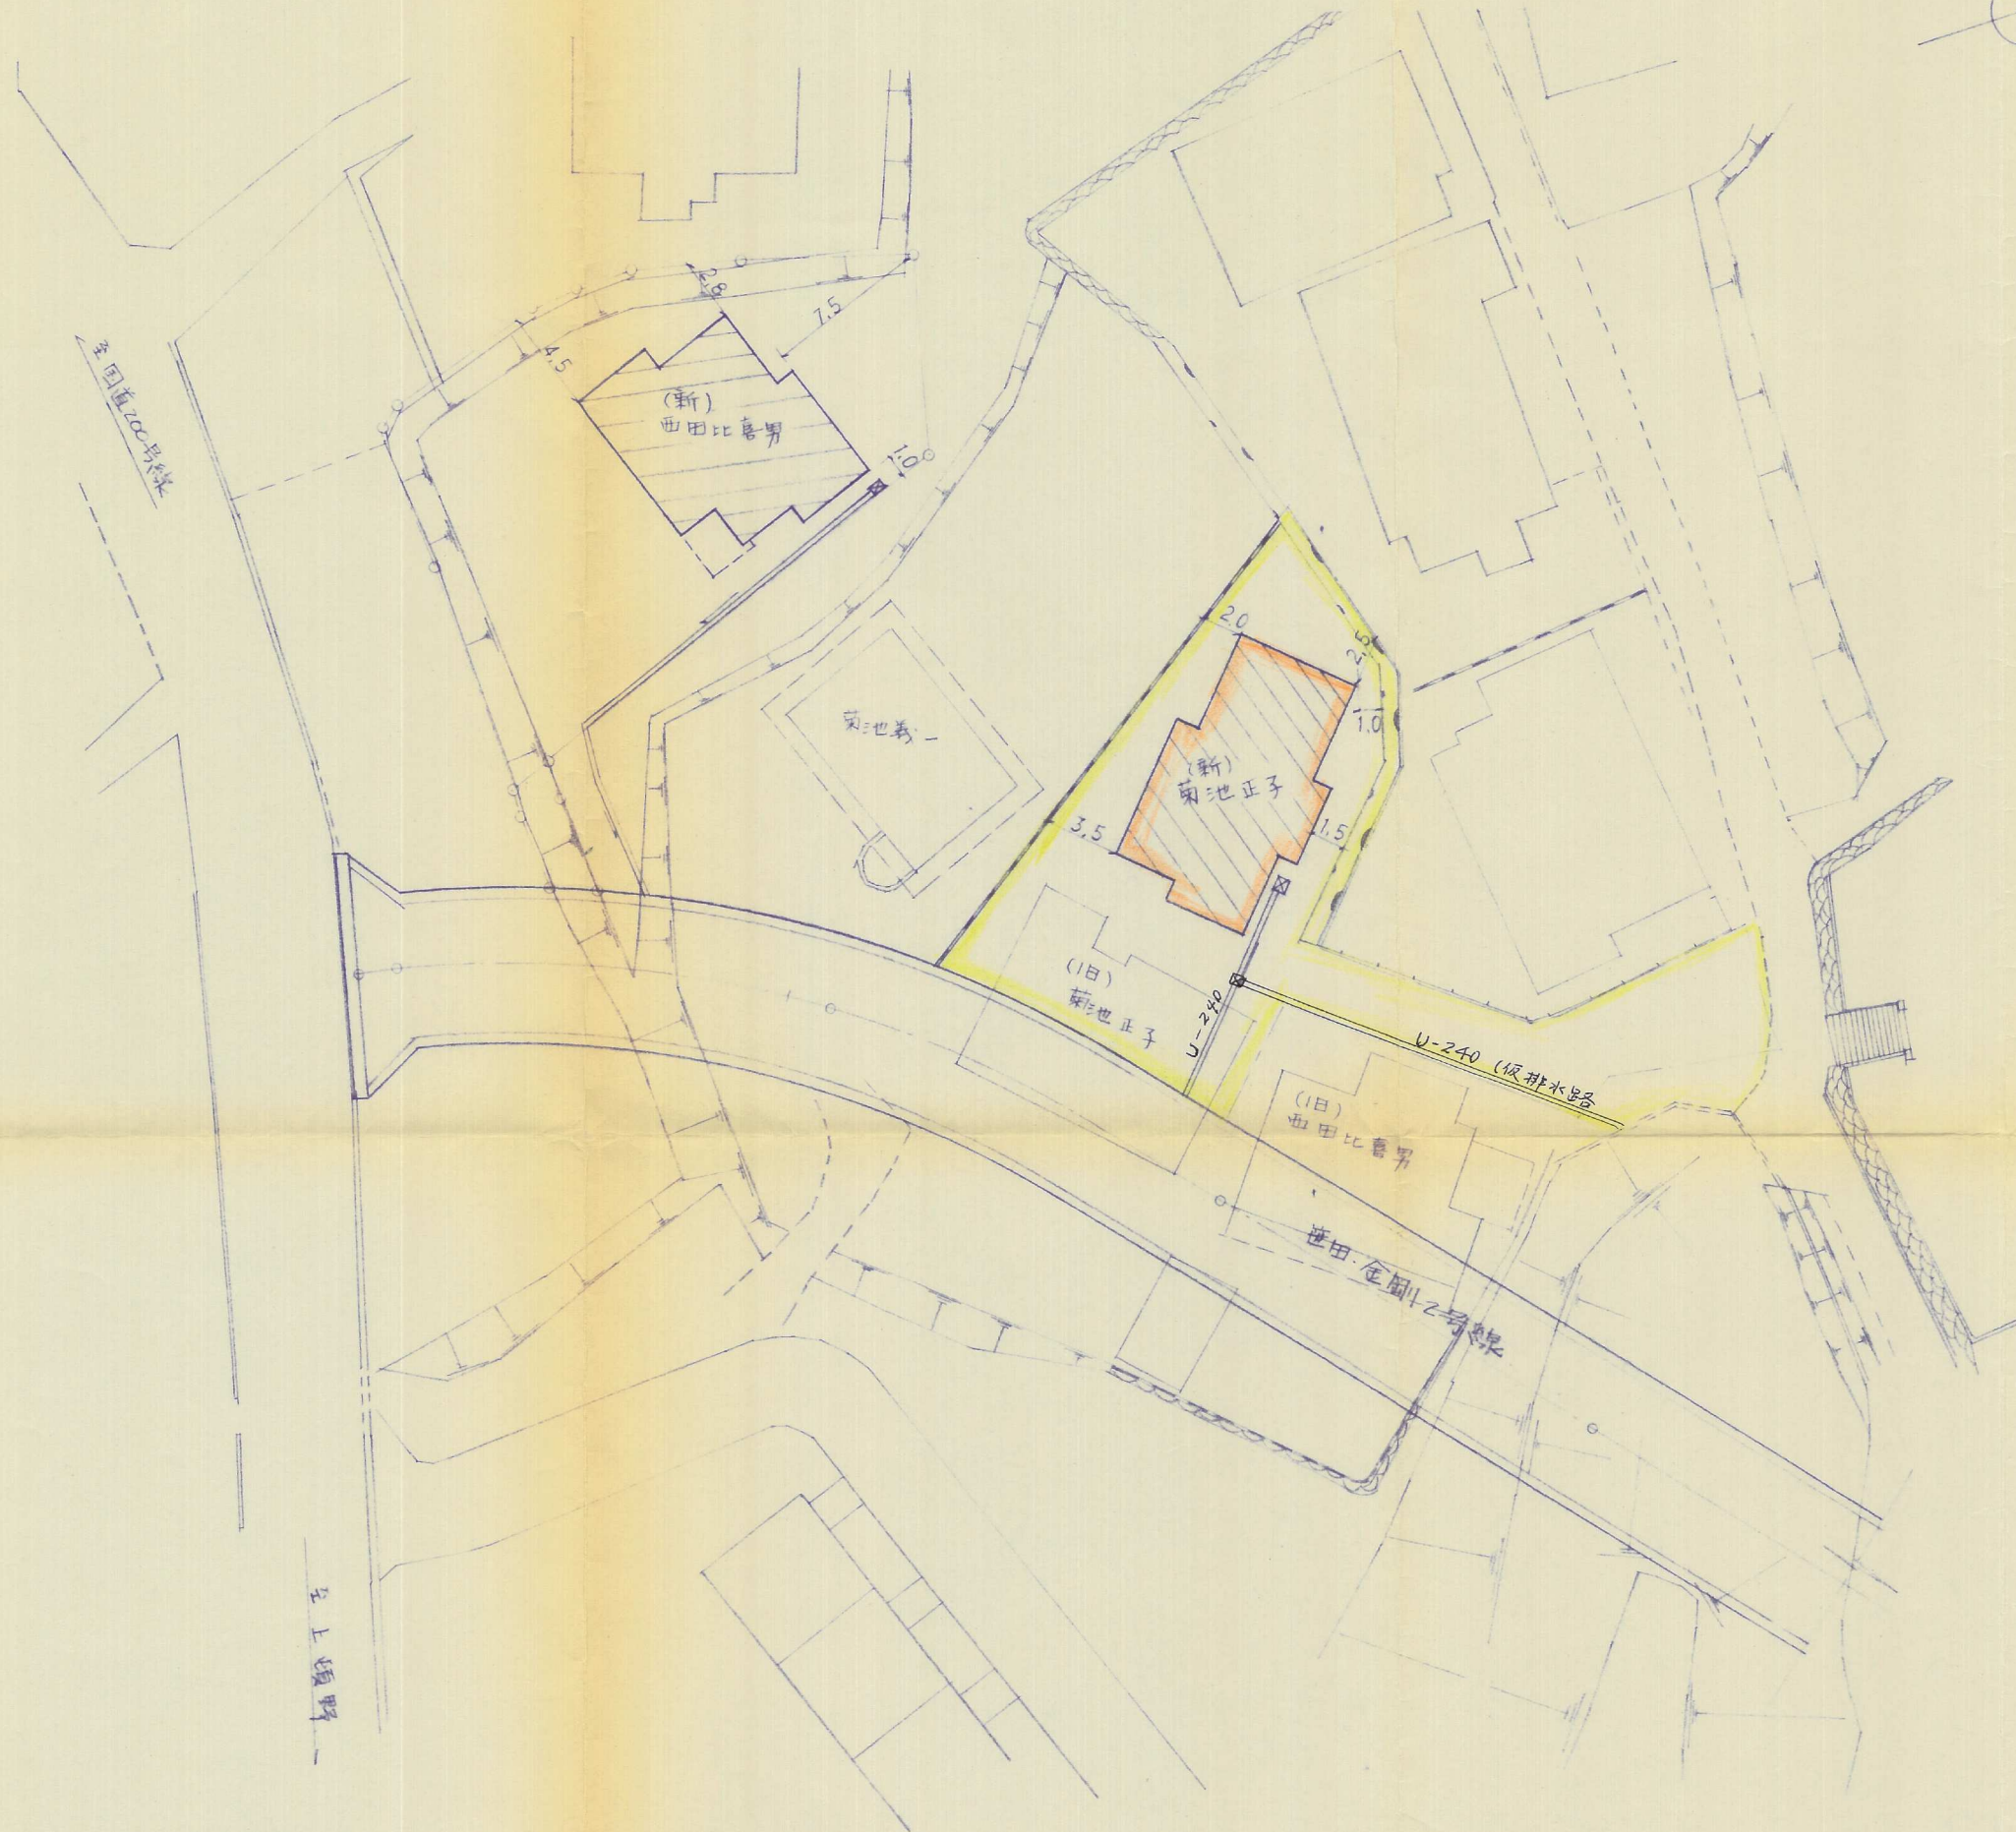 2.8
7.5
4.5
至国道200号線
(新)
西田比喜男
1.0
2.0
2.5
菊池義一
1.0
(新)
菊池正子
3.5
1.5
(旧)
菊池正子
U-240
U-240 (仮排水路
(旧)
西田比喜男
金剛2号線
至上頓野